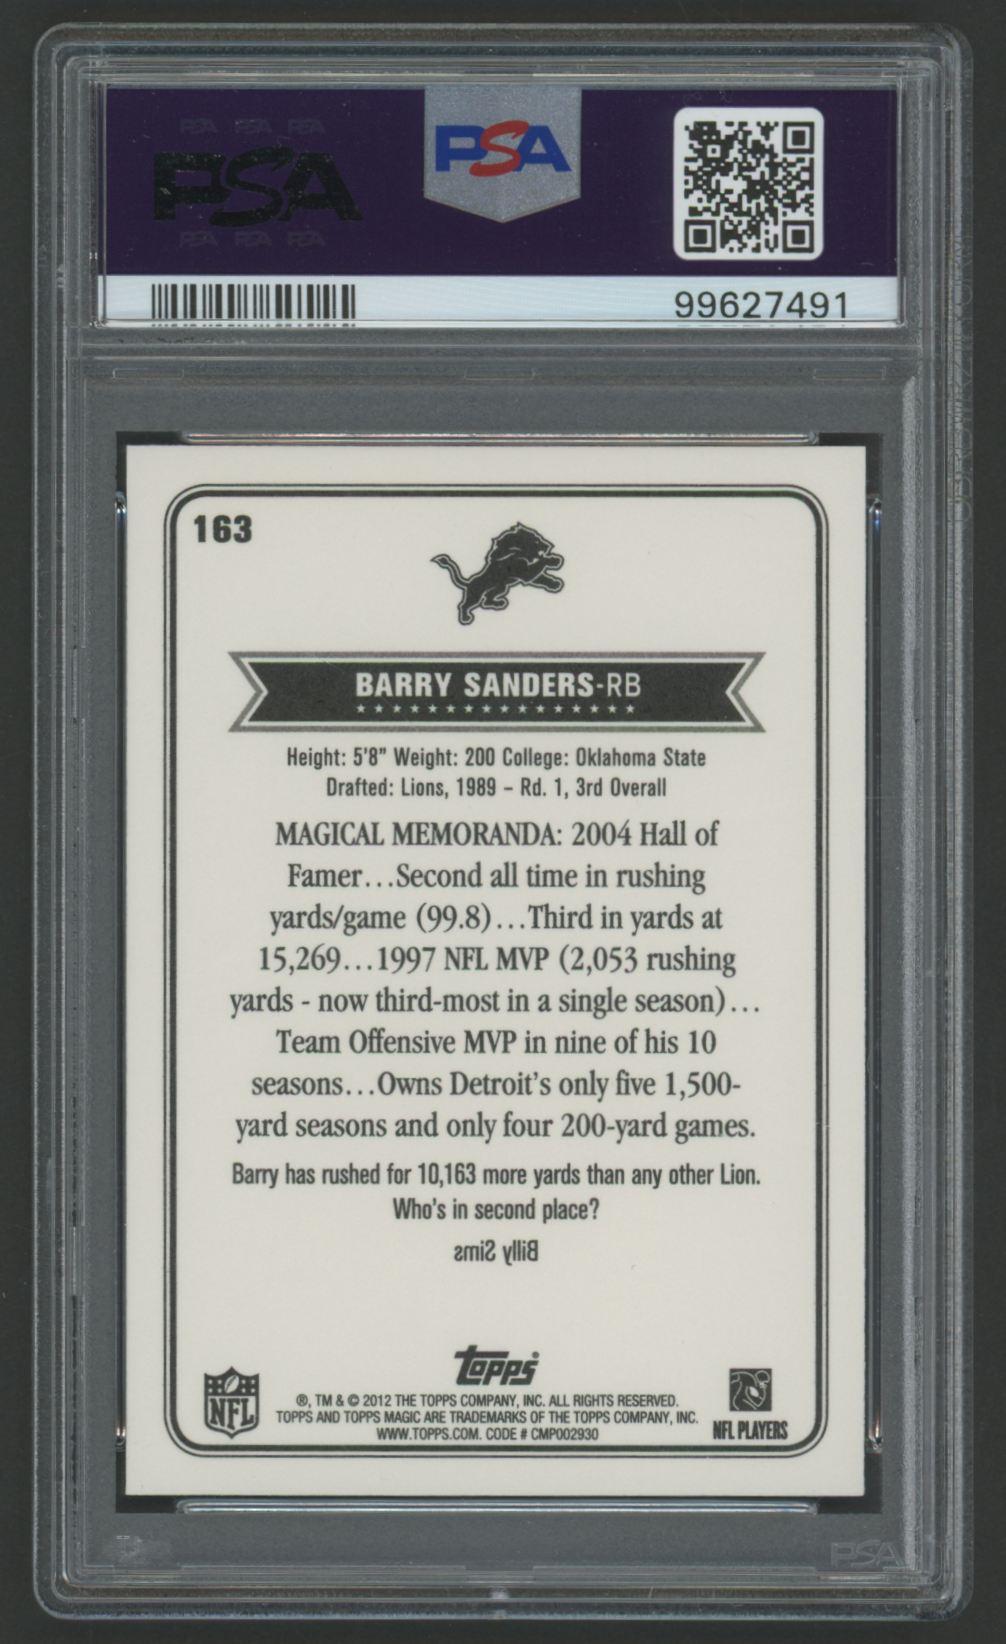 PSA PSA PSA
PSA
PSA PSA PSA
PSA
99627491
163
BARRY SANDERS-RB
Height: 5'8" Weight: 200 College: Oklahoma State
Drafted: Lions, 1989 – Rd. 1, 3rd Overall
MAGICAL MEMORANDA: 2004 Hall of
Famer...Second all time in rushing
yards/game (99.8)...Third in yards at
15,269...1997 NFL MVP (2,053 rushing
yards - now third-most in a single season)...
Team Offensive MVP in nine of his 10
seasons...Owns Detroit's only five 1,500-
yard seasons and only four 200-yard games.
Barry has rushed for 10,163 more yards than any other Lion.
Who's in second place?
Billy Sims
Topps
NFL
®, TM & © 2012 THE TOPPS COMPANY, INC. ALL RIGHTS RESERVED.
TOPPS AND TOPPS MAGIC ARE TRADEMARKS OF THE TOPPS COMPANY, INC.
WWW.TOPPS.COM. CODE # CMP002930
NFL PLAYERS
PSA